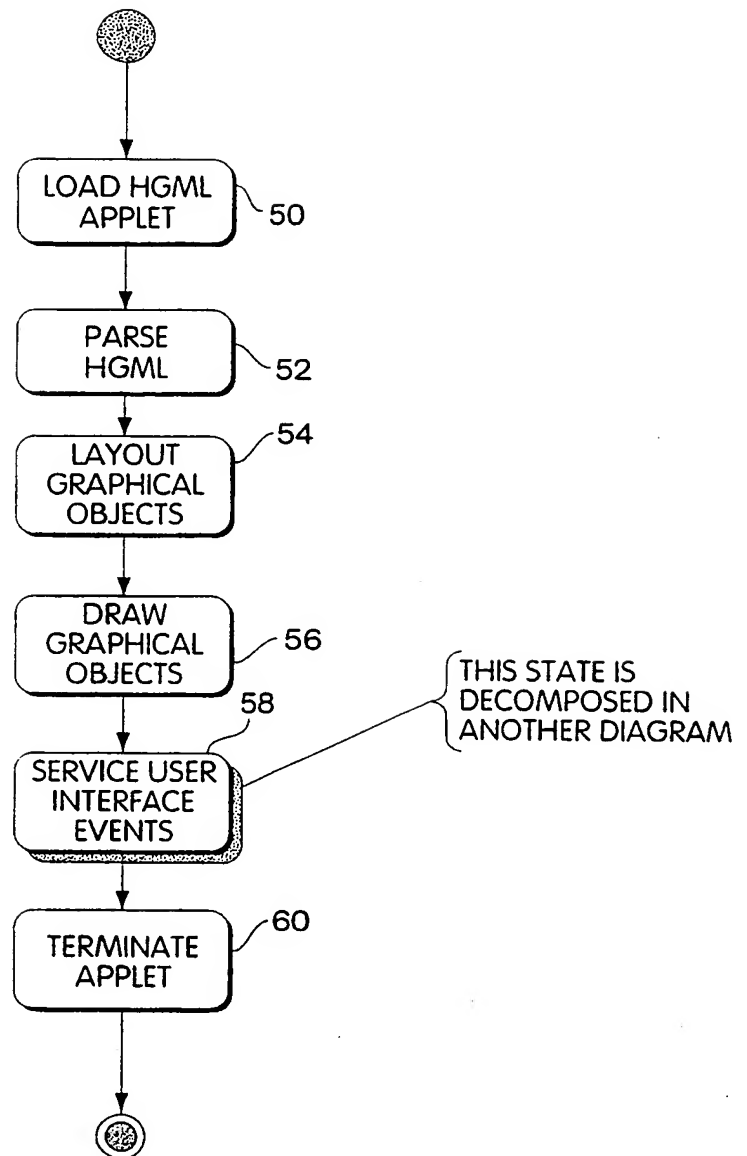 LOAD HGML
APPLET
50
PARSE
HGML
52
54
LAYOUT
GRAPHICAL
OBJECTS
DRAW
GRAPHICAL
OBJECTS
56
58
THIS STATE IS
DECOMPOSED IN
ANOTHER DIAGRAM
SERVICE USER
INTERFACE
EVENTS
60
TERMINATE
APPLET